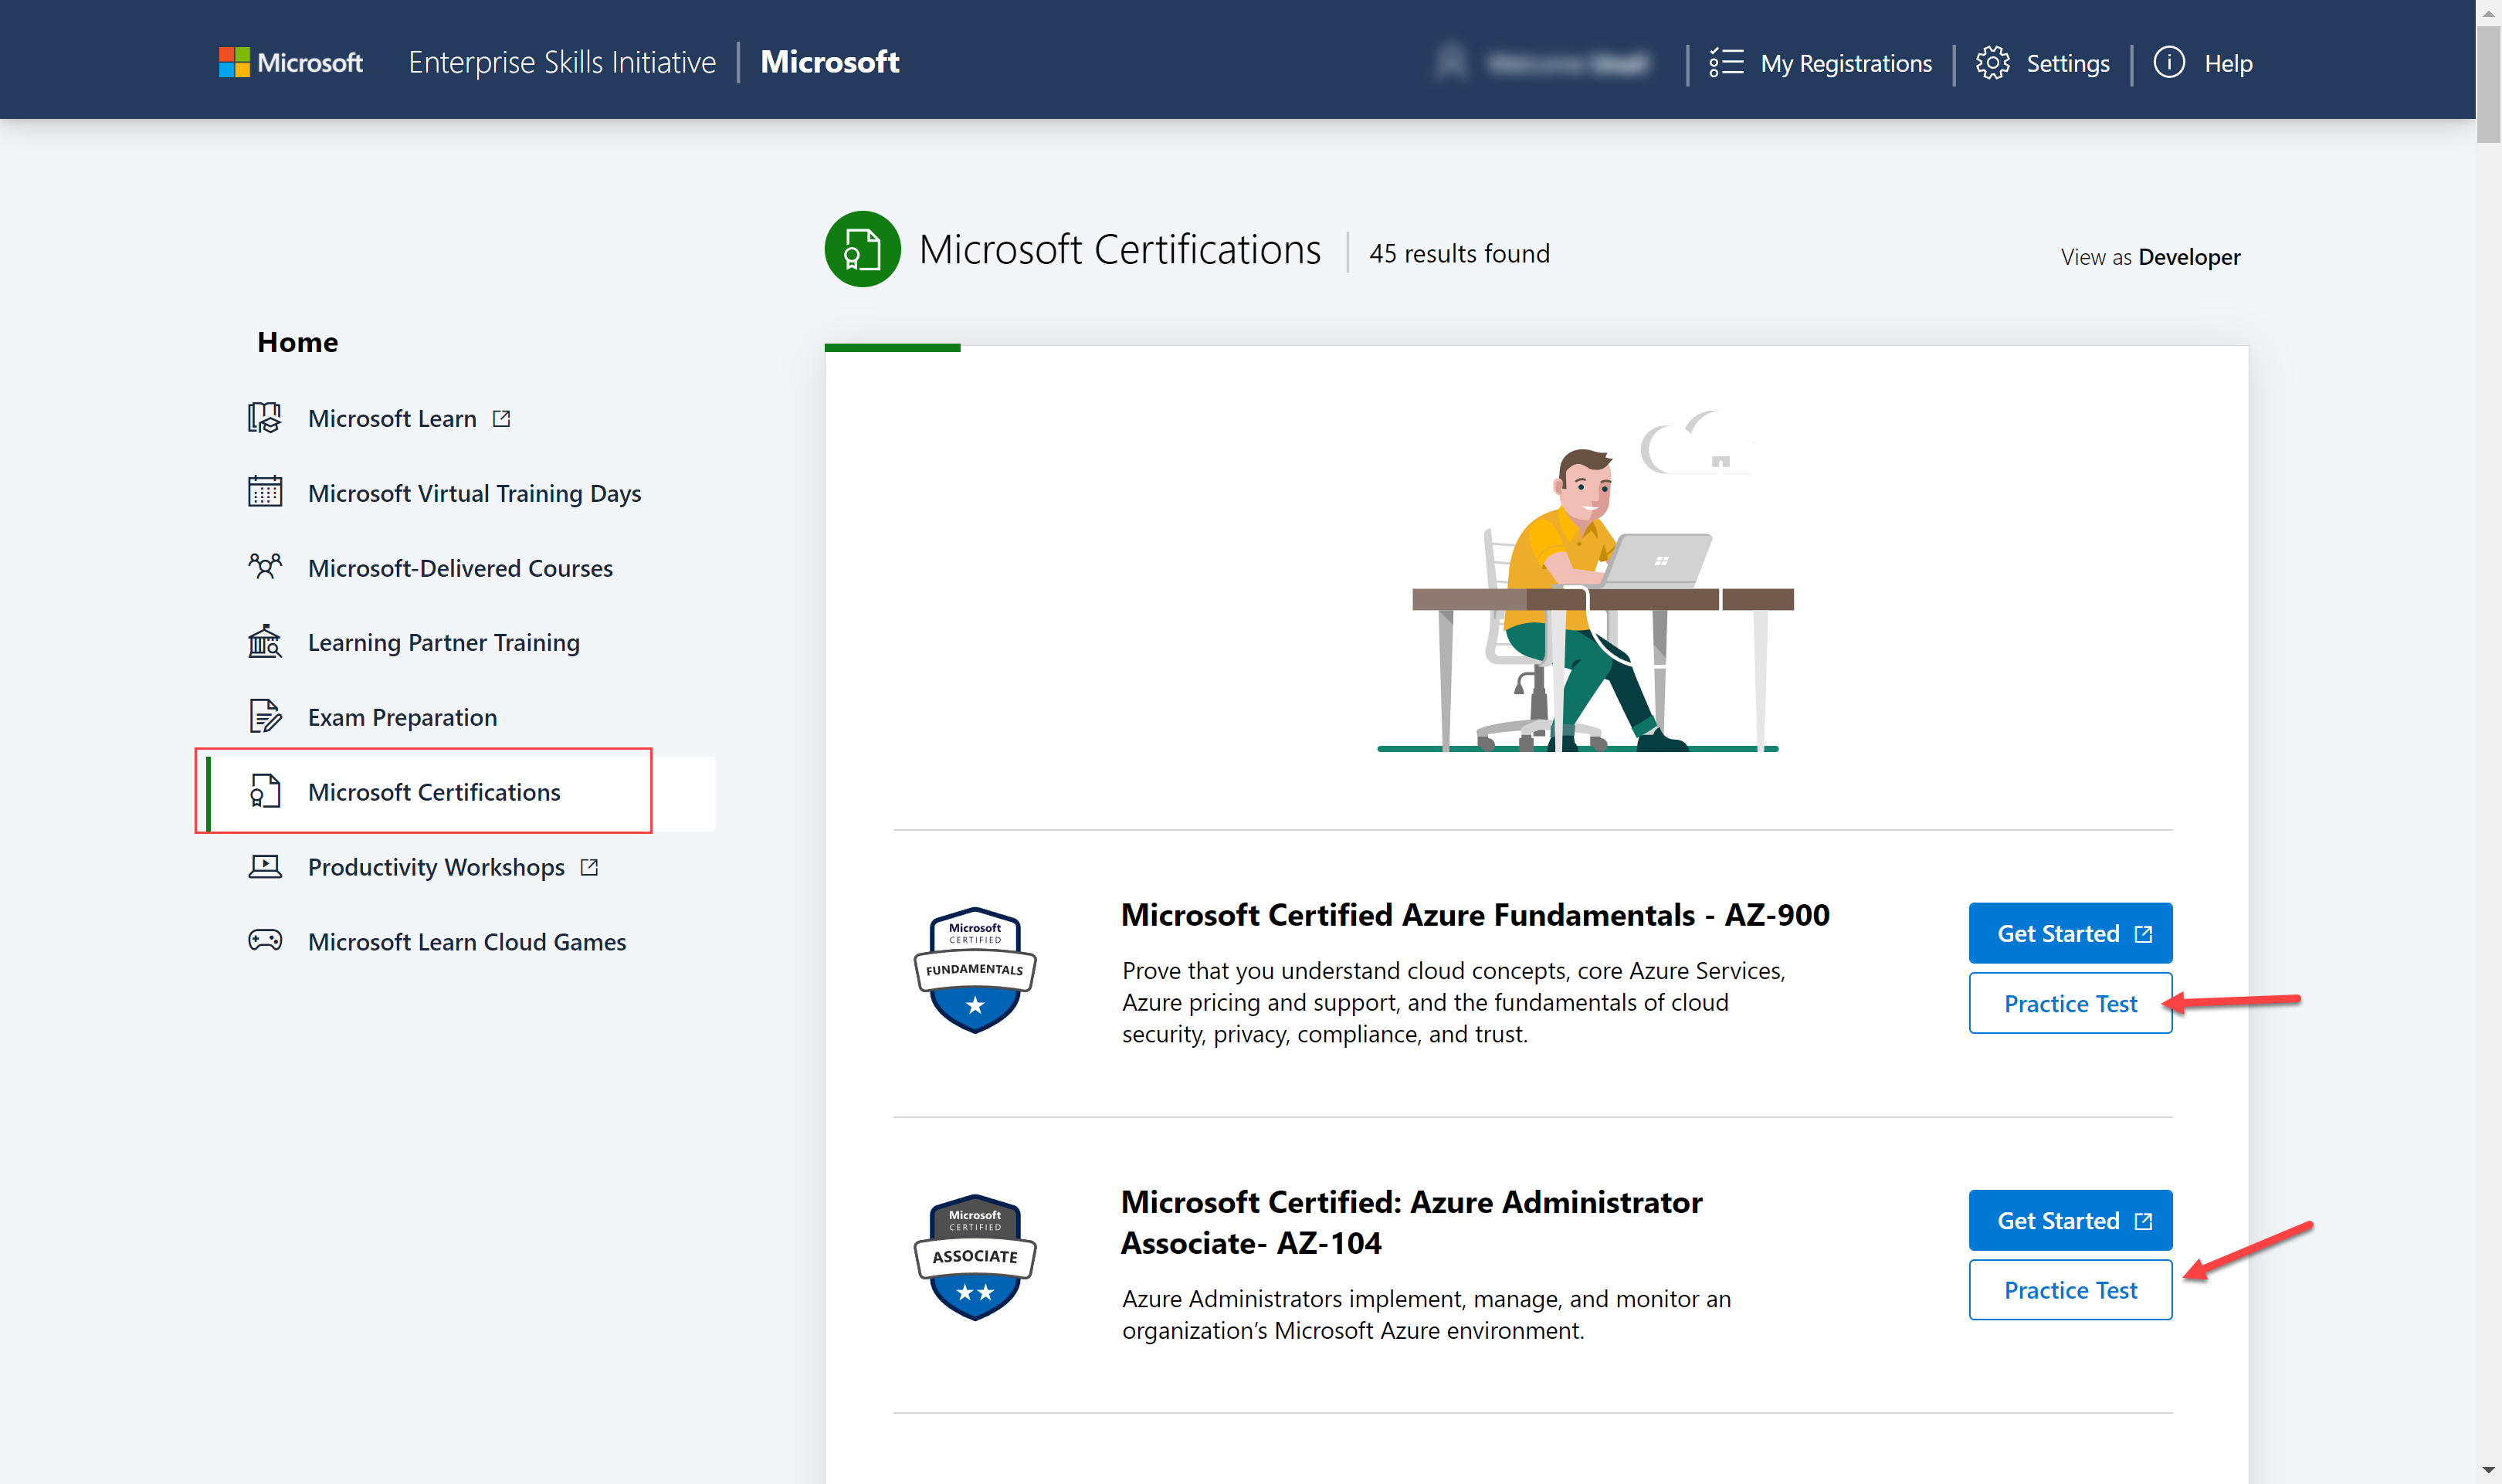 Microsoft
Enterprise Skills Initiative
Microsoft
Welcome
My Registrations
Settings
Help
Microsoft Certifications
45 results found
View as Developer
Home
Microsoft Learn
Microsoft Virtual Training Days
Microsoft-Delivered Courses
Learning Partner Training
Exam Preparation
Microsoft Certifications
Productivity Workshops
Microsoft Learn Cloud Games
Microsoft
CERTIFIED
FUNDAMENTALS
Microsoft Certified Azure Fundamentals - AZ-900
Prove that you understand cloud concepts, core Azure Services,
Azure pricing and support, and the fundamentals of cloud
security, privacy, compliance, and trust.
Get Started
Practice Test
Microsoft
CERTIFIED
ASSOCIATE
Microsoft Certified: Azure Administrator
Associate- AZ-104
Azure Administrators implement, manage, and monitor an
organization’s Microsoft Azure environment.
Get Started
Practice Test